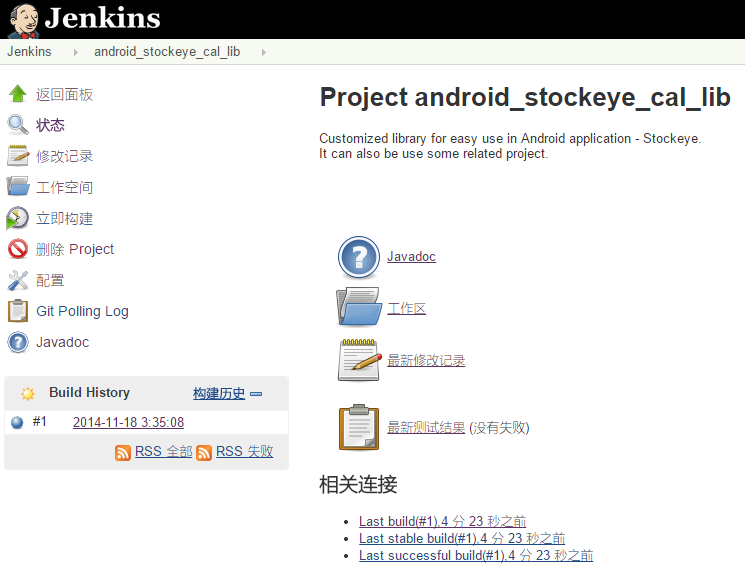 Jenkins
Jenkins
android_stockeye_cal_lib
返回面板
状态
修改记录
工作空间
立即构建
删除 Project
配置
Git Polling Log
Javadoc
Build History 构建历史
#1 2014-11-18 3:35:08
RSS 全部 RSS 失败
Project android_stockeye_cal_lib
Customized library for easy use in Android application - Stockeye.
It can also be use some related project.
Javadoc
工作区
最新修改记录
最新测试结果 (没有失败)
相关连接
Last build(#1),4 分 23 秒之前
Last stable build(#1),4 分 23 秒之前
Last successful build(#1),4 分 23 秒之前